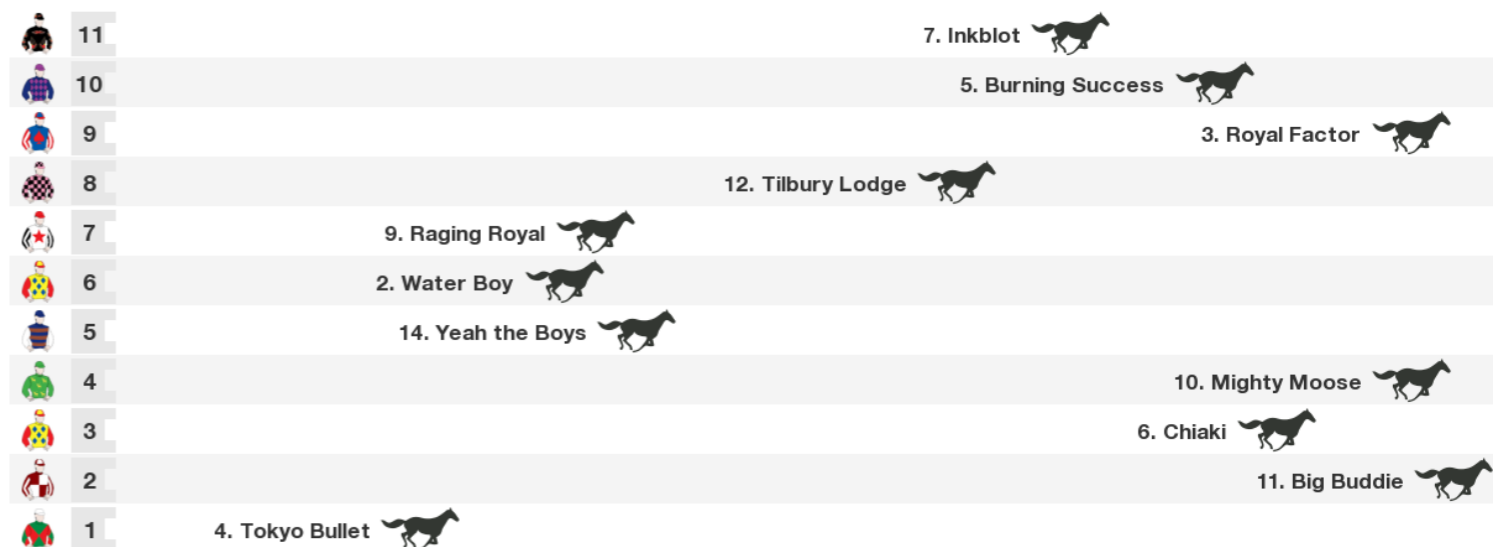 11 7. Inkblot
10 5. Burning Success
9 3. Royal Factor
8 12. Tilbury Lodge
7 9. Raging Royal
6 2. Water Boy
5 14. Yeah the Boys
4 10. Mighty Moose
3 6. Chiaki
2 11. Big Buddie
1 4. Tokyo Bullet